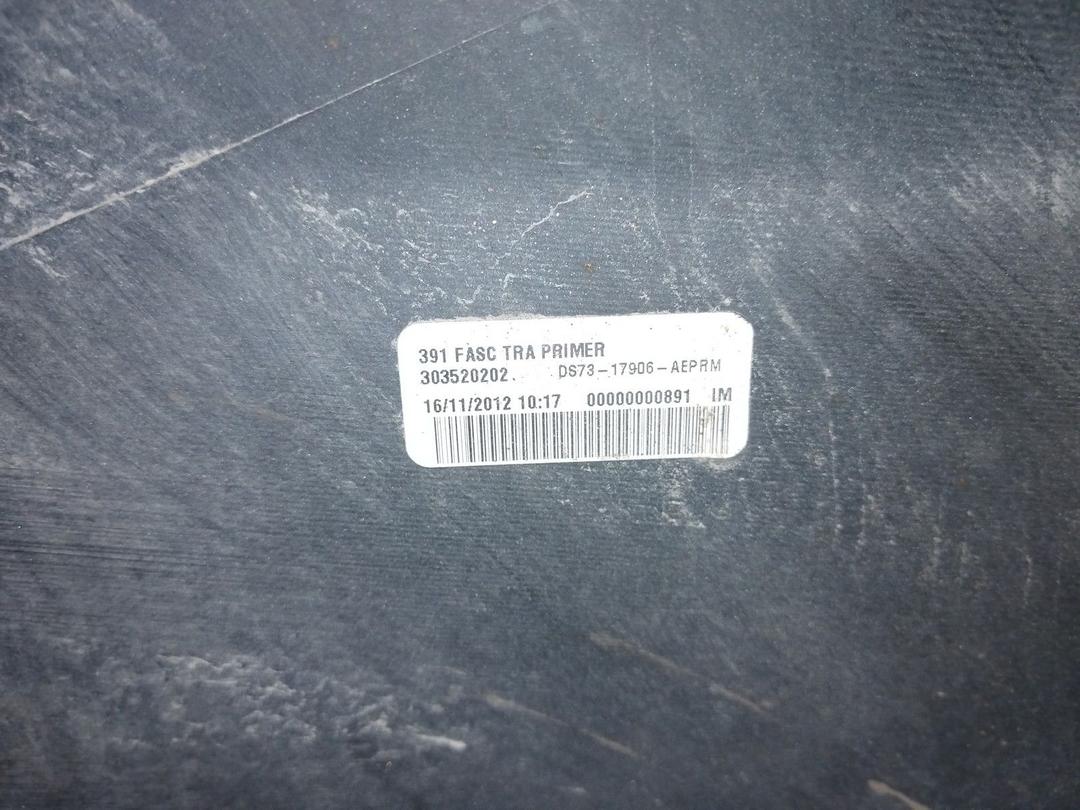 391 FASC TRA PRIMER
303520202. DS73-17906-AEPRM
16/11/2012 10:17 00000000891 IM